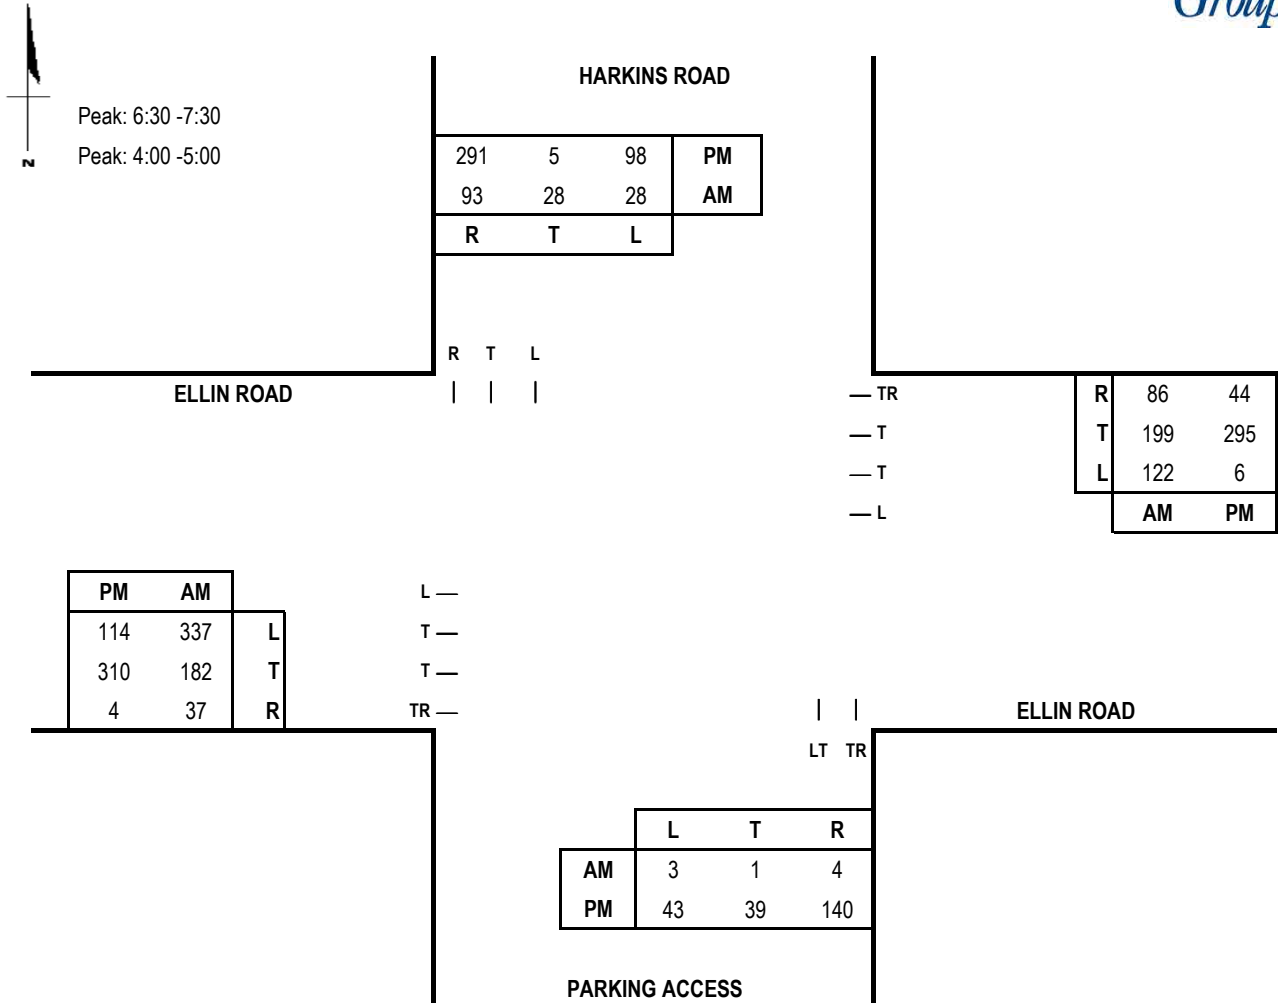 Group
HARKINS ROAD
Peak: 6:30 -7:30
N
Peak: 4:00 -5:00
291 5 98 PM
93 28 28 AM
R T L
R T L
ELLIN ROAD
TR
T
T
L
R 86 44
T 199 295
L 122 6
AM PM
PM AM
114 337 L
310 182 T
4 37 R
L
T
T
TR
ELLIN ROAD
LT TR
L T R
AM 3 1 4
PM 43 39 140
PARKING ACCESS